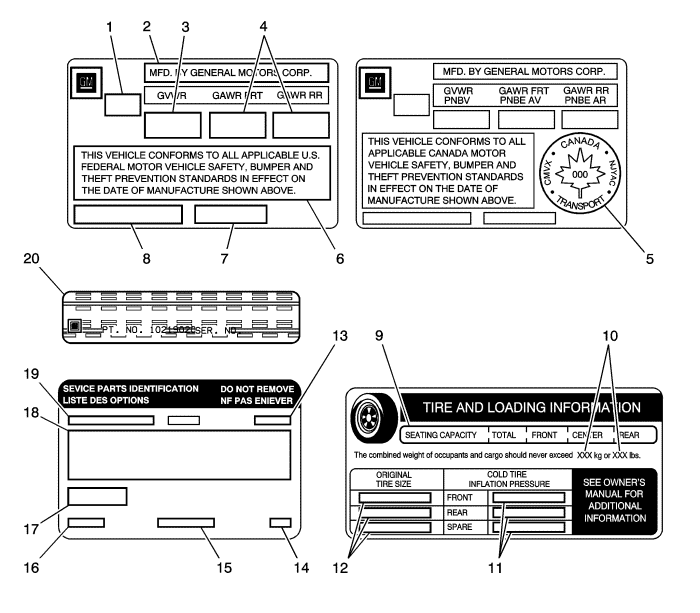 1
2
3
4
GM
MFD. BY GENERAL MOTORS CORP.
GVWR GAWR FRT GAWR RR
THIS VEHICLE CONFORMS TO ALL APPLICABLE U.S.
FEDERAL MOTOR VEHICLE SAFETY, BUMPER AND
THEFT PREVENTION STANDARDS IN EFFECT ON
THE DATE OF MANUFACTURE SHOWN ABOVE.
8
7
6
GM
MFD. BY GENERAL MOTORS CORP.
GVWR GAWR FRT GAWR RR
PNBV PNBE AV PNBE AR
THIS VEHICLE CONFORMS TO ALL
APPLICABLE CANADA MOTOR
VEHICLE SAFETY, BUMPER AND
THEFT PREVENTION STANDARDS
IN EFFECT ON THE DATE OF
MANUFACTURE SHOWN ABOVE.
CANADA
CMVX 000 NVAC
TRANSPORT
5
20
PT. NO. 10219020 SER. NO.
19
13
SEVICE PARTS IDENTIFICATION DO NOT REMOVE
LISTE DES OPTIONS NF PAS ENIEVER
18
17
16
15
14
9
10
TIRE AND LOADING INFORMATION
SEATING CAPACITY TOTAL FRONT CENTER REAR
The combined weight of occupants and cargo should never exceed XXX kg or XXX lbs.
ORIGINAL
TIRE SIZE
COLD TIRE
INFLATION PRESSURE
FRONT
REAR
SPARE
SEE OWNER'S
MANUAL FOR
ADDITIONAL
INFORMATION
12
11